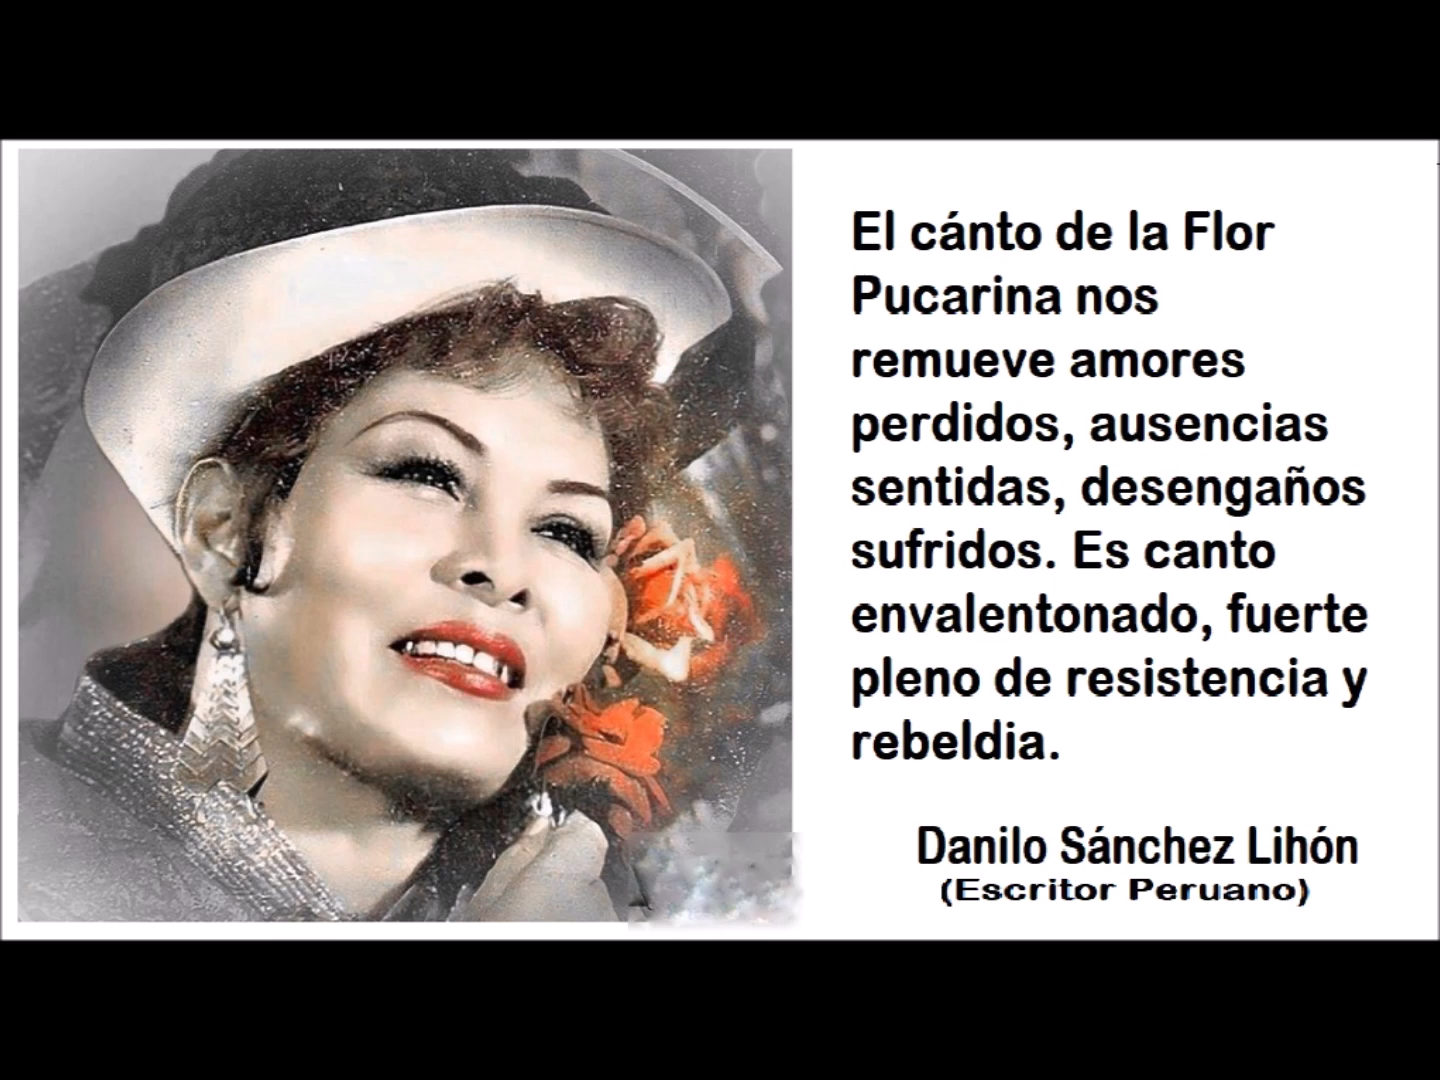 El cánto de la Flor
Pucarina nos
remueve amores
perdidos, ausencias
sentidas, desengaños
sufridos. Es canto
envalentonado, fuerte
pleno de resistencia y
rebeldia.
Danilo Sánchez Lihón
(Escritor Peruano)